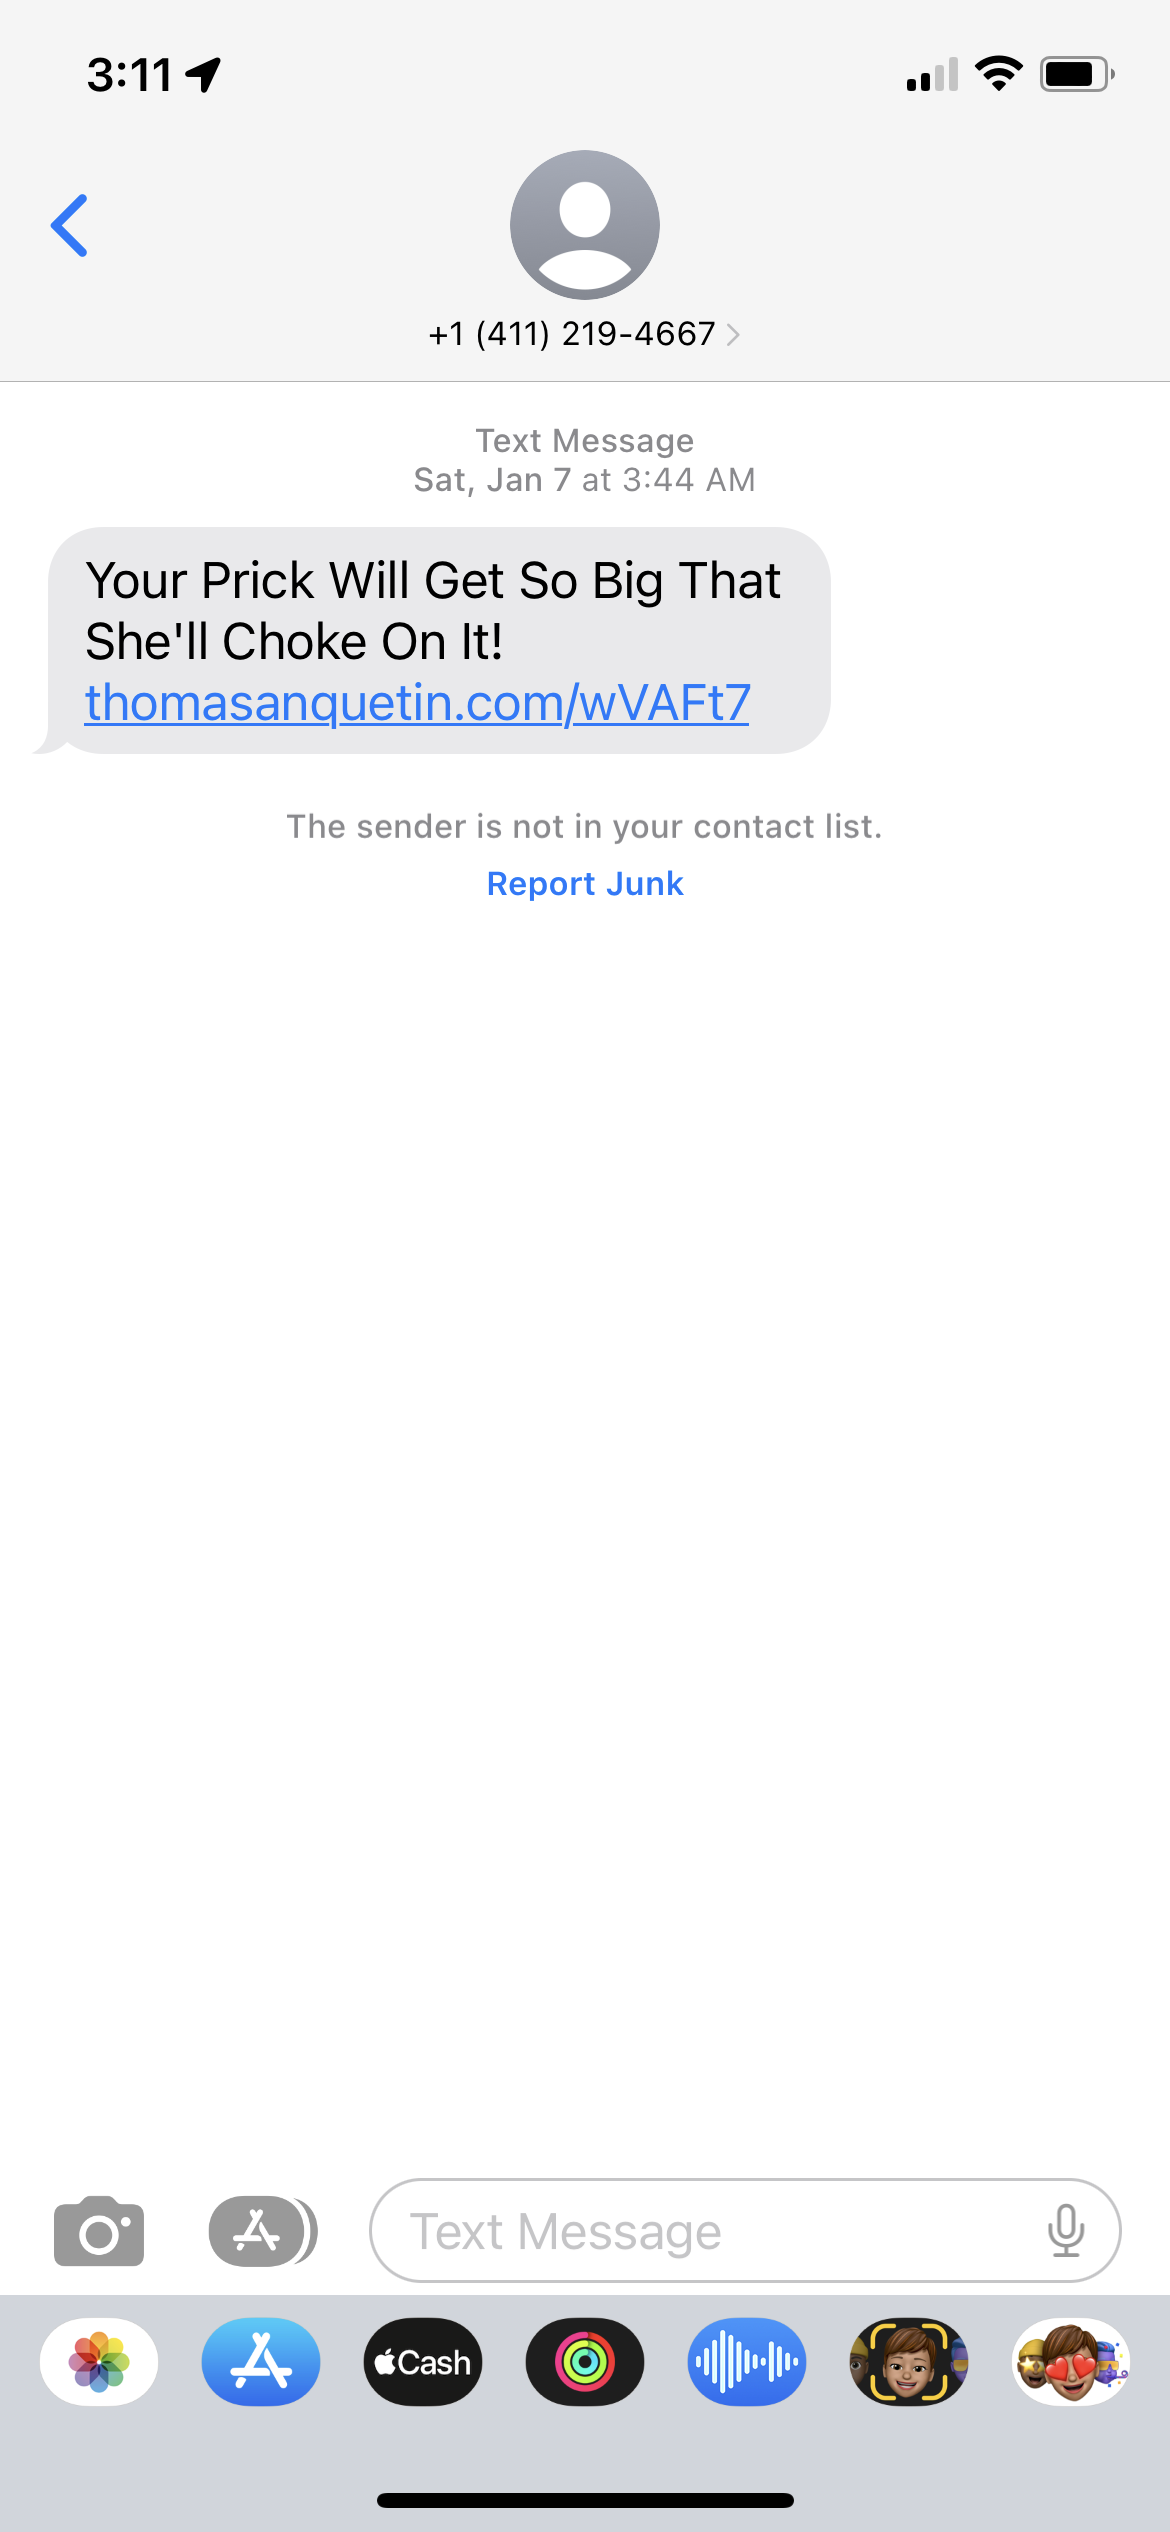 3:11
+1 (411) 219-4667
Text Message
Sat, Jan 7 at 3:44 AM
Your Prick Will Get So Big That
She'll Choke On It!
thomasanquetin.com/wVAFt7
The sender is not in your contact list.
Report Junk
Text Message
Cash